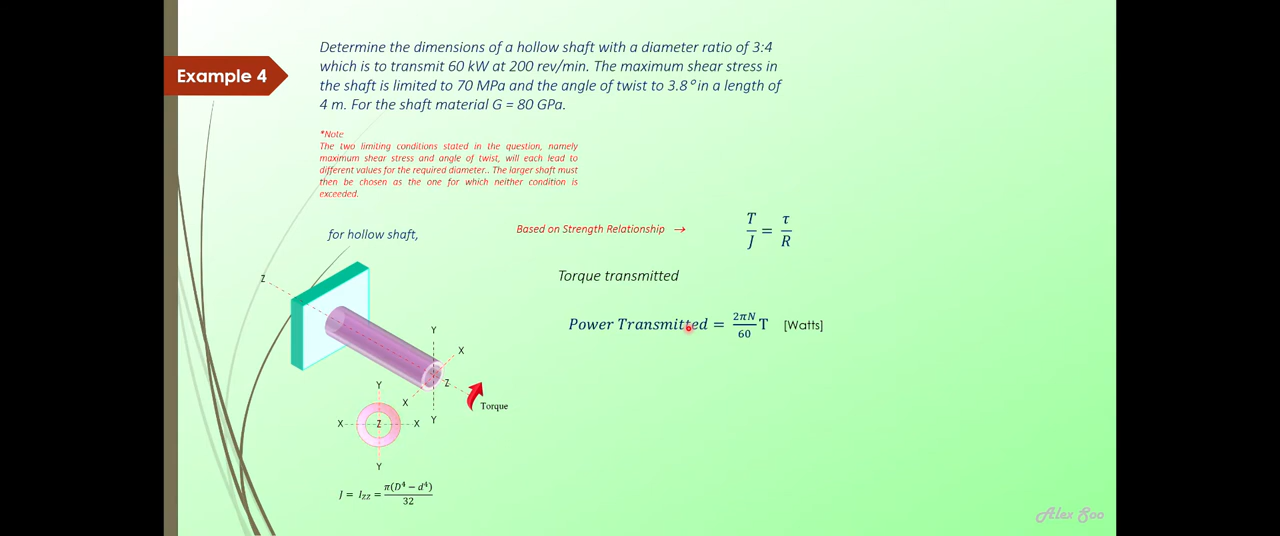 Example 4
Determine the dimensions of a hollow shaft with a diameter ratio of 3:4
which is to transmit 60 kW at 200 rev/min. The maximum shear stress in
the shaft is limited to 70 MPa and the angle of twist to 3.8° in a length of
4 m. For the shaft material G = 80 GPa.
*Note
The two limiting conditions stated in the question, namely
maximum shear stress and angle of twist, will each lead to
different values for the required diameter.. The larger shaft must
then be chosen as the one for which neither condition is
exceeded.
for hollow shaft,
Based on Strength Relationship →
T/J = τ/R
Torque transmitted
Power Transmitted = 2πN/60 T [Watts]
Z
Y
X
Z
X
Y
Torque
Y
X Z X
Y
J = I_ZZ = π(D⁴ − d⁴)/32
Alex Soo